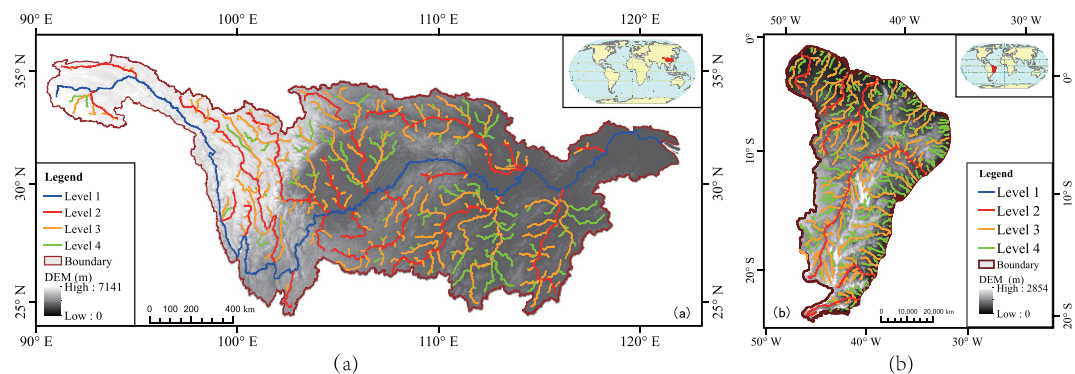 90° E 100° E 110° E 120° E
35° N 35° N
30° N 30° N
25° N 25° N
Legend
Level 1
Level 2
Level 3
Level 4
Boundary
DEM (m)
High : 7141
Low : 0
0 100 200 400 km
(a)
90° E 100° E 110° E 120° E
(a)
50° W 40° W 30° W
0° 0°
10° S 10° S
20° S 20° S
Legend
Level 1
Level 2
Level 3
Level 4
Boundary
DEM (m)
High : 2854
Low : 0
0 10,000 20,000 km
(b)
50° W 40° W 30° W
(b)